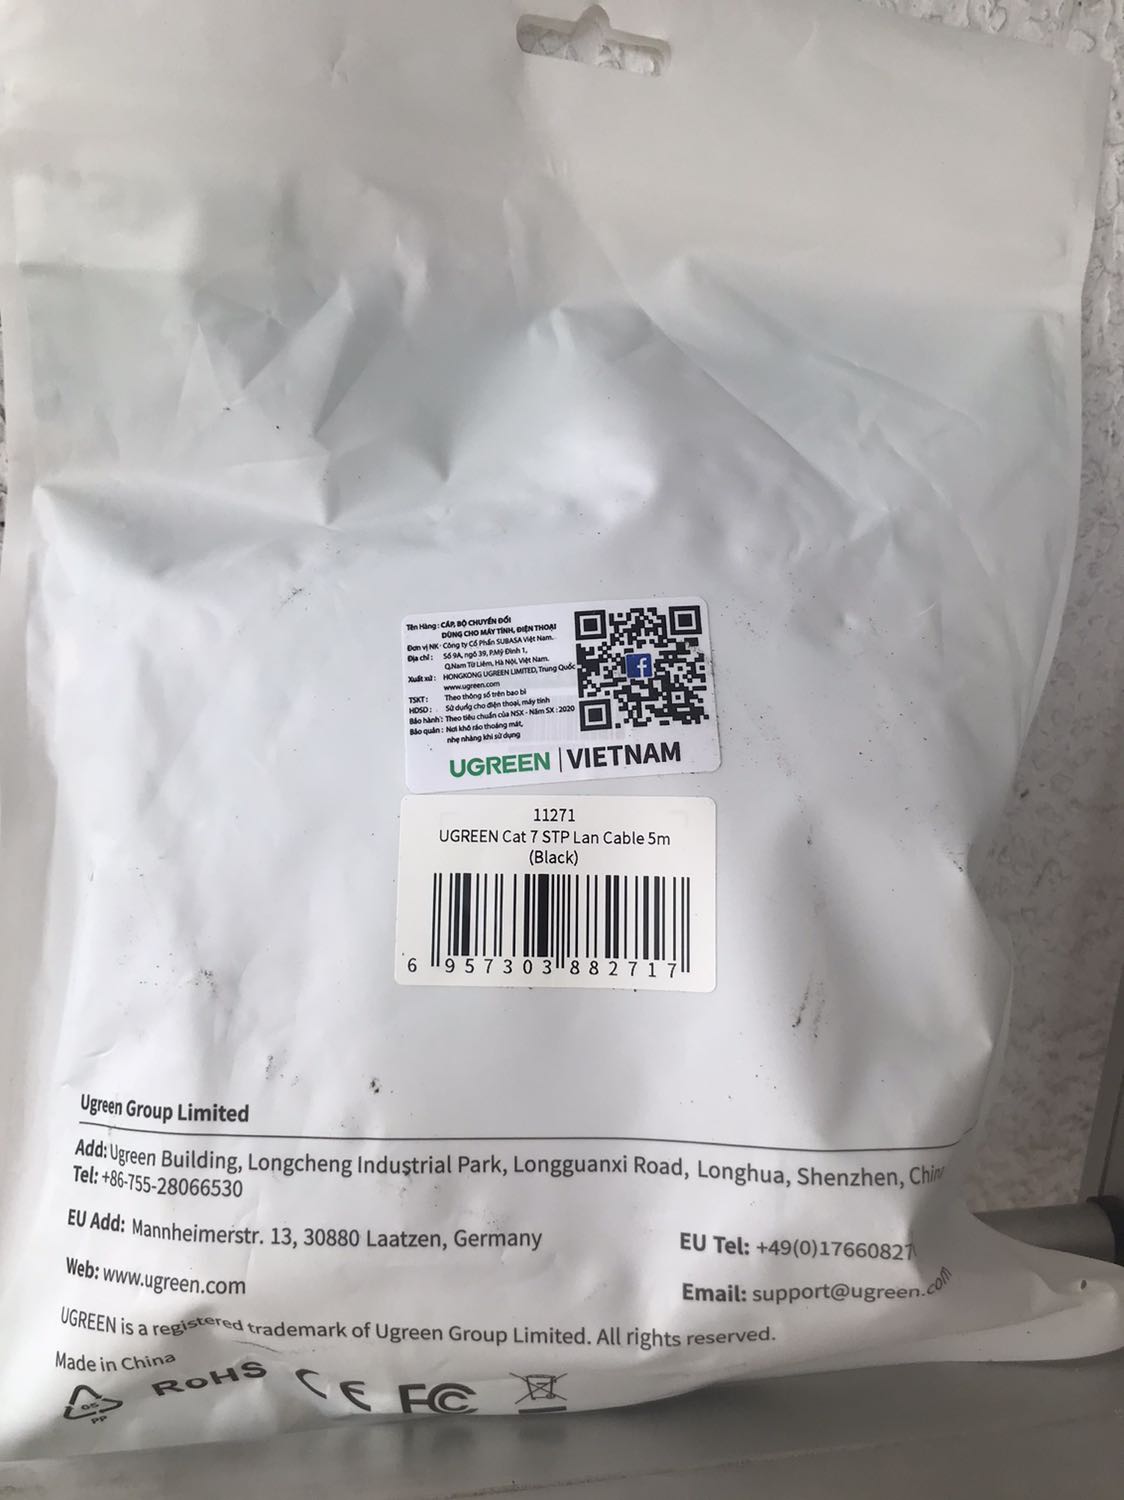 Tên Hàng: CÁP, BỘ CHUYỂN ĐỔI
DÙNG CHO MÁY TÍNH, ĐIỆN THOẠI
Đơn vị NK: Công ty Cổ Phần SUBASA Việt Nam.
Địa chỉ: Số 9A, ngõ 39, P.Mỹ Đình 1,
Q.Nam Từ Liêm, Hà Nội, Việt Nam.
Xuất xứ: HONGKONG UGREEN LIMITED, Trung Quốc
www.ugreen.com
TSKT: Theo thông số trên bao bì
HDSD: Sử dụng cho điện thoại, máy tính
Bảo hành: Theo tiêu chuẩn của NSX - Năm SX: 2020
Bảo quản: Nơi khô ráo thoáng mát,
nhẹ nhàng khi sử dụng
UGREEN | VIETNAM
11271
UGREEN Cat 7 STP Lan Cable 5m
(Black)
6 957303 882717
Ugreen Group Limited
Add: Ugreen Building, Longcheng Industrial Park, Longguanxi Road, Longhua, Shenzhen, China
Tel: +86-755-28066530
EU Add: Mannheimerstr. 13, 30880 Laatzen, Germany
EU Tel: +49(0)17660827
Web: www.ugreen.com
Email: support@ugreen.com
UGREEN is a registered trademark of Ugreen Group Limited. All rights reserved.
Made in China
05
PP
RoHS
CE
FC